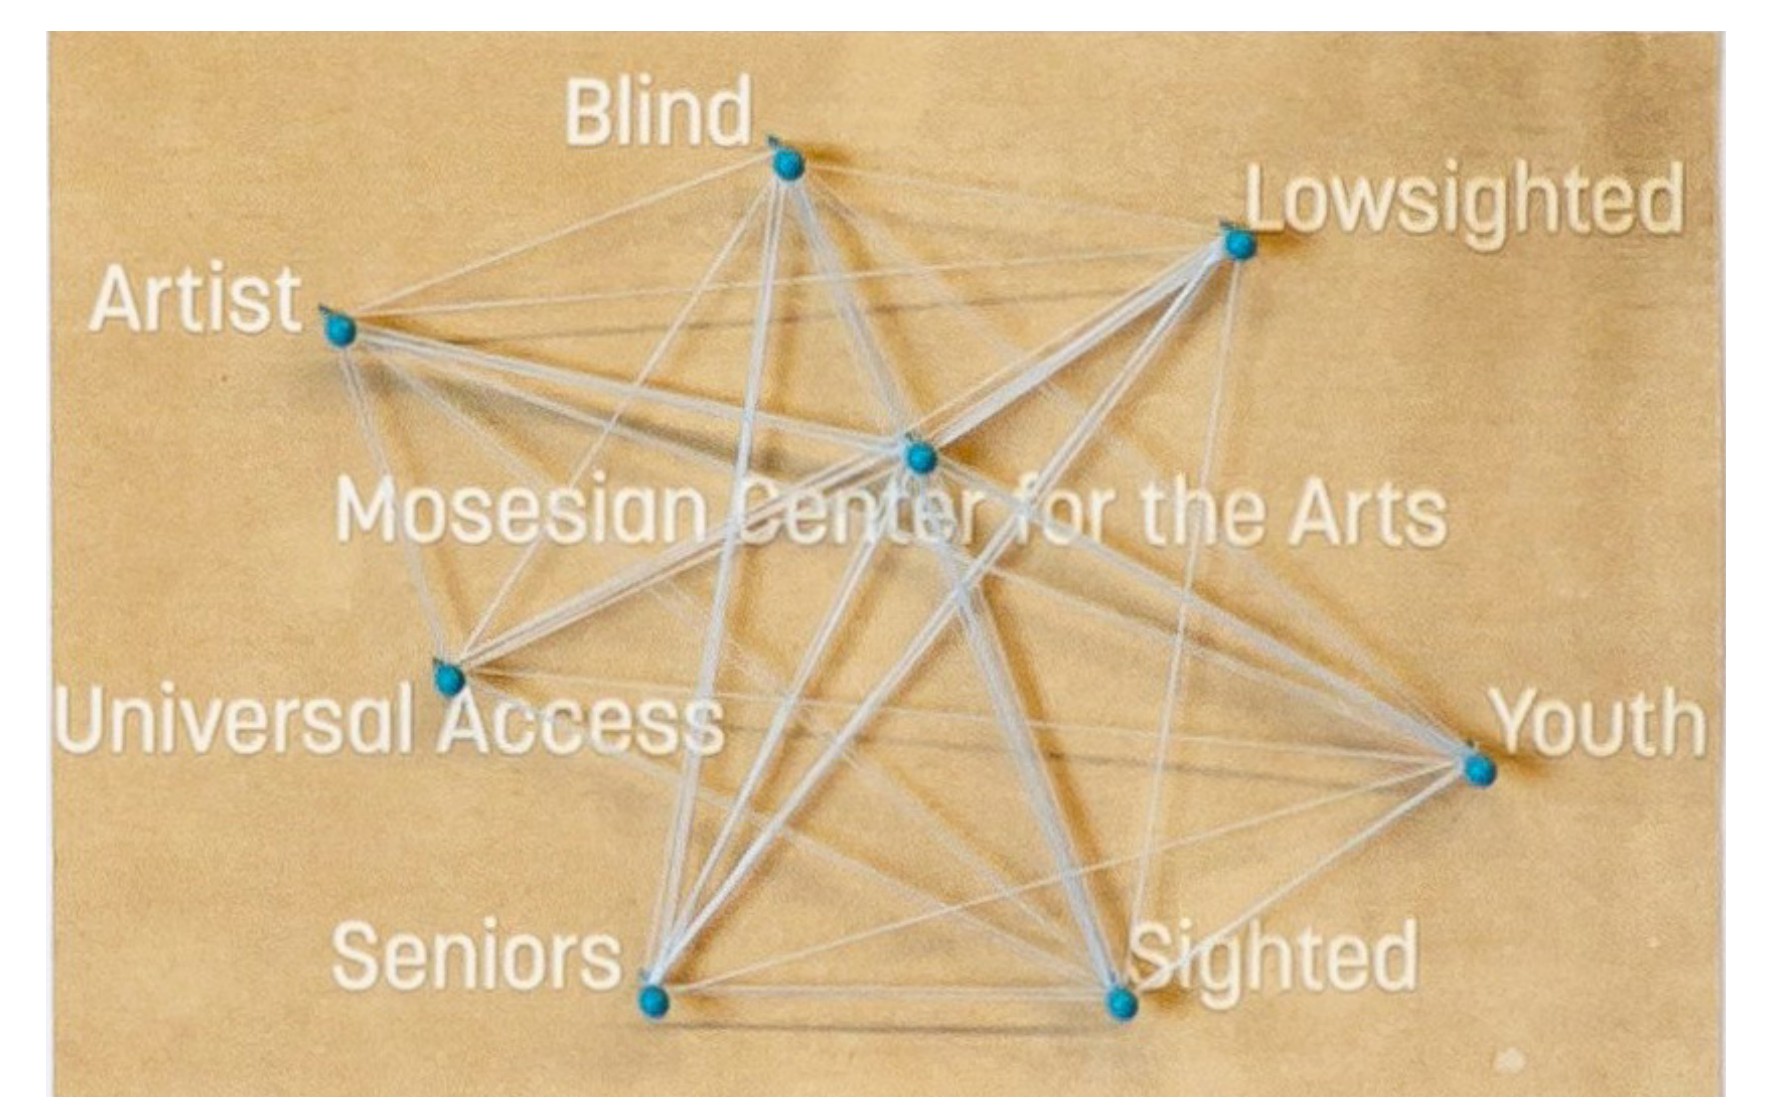 Blind
Lowsighted
Artist
Mosesian Center for the Arts
Universal Access
Youth
Seniors
Sighted